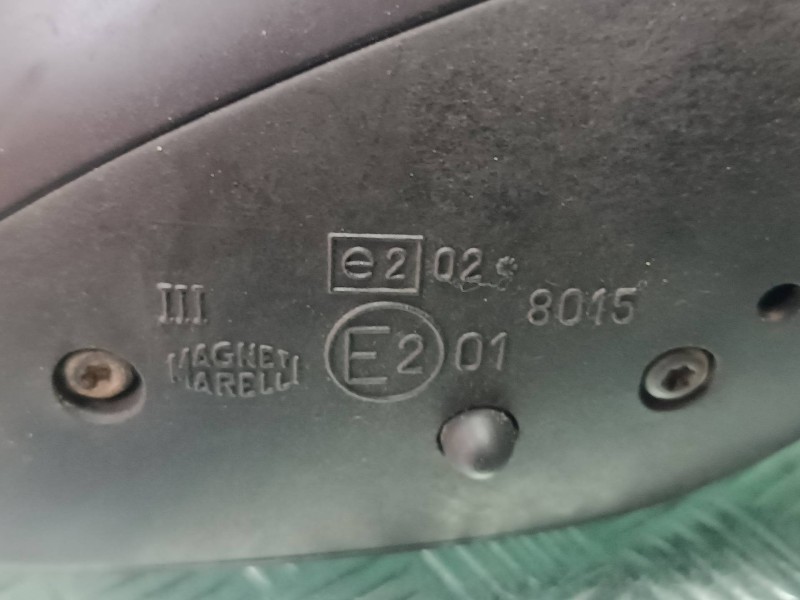 e2 02*
III
8015
MAGNETI
MARELLI
E2 01